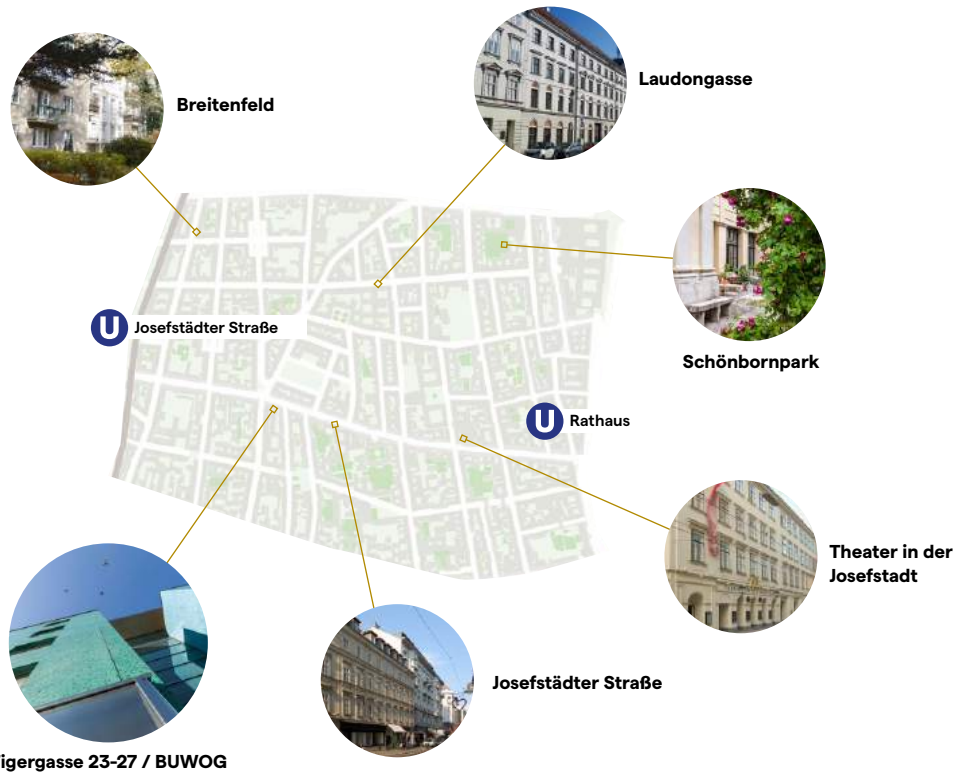 Laudongasse
Breitenfeld
U Josefstädter Straße
Schönbornpark
U Rathaus
Theater in der
Josefstadt
Josefstädter Straße
igergasse 23-27 / BUWOG